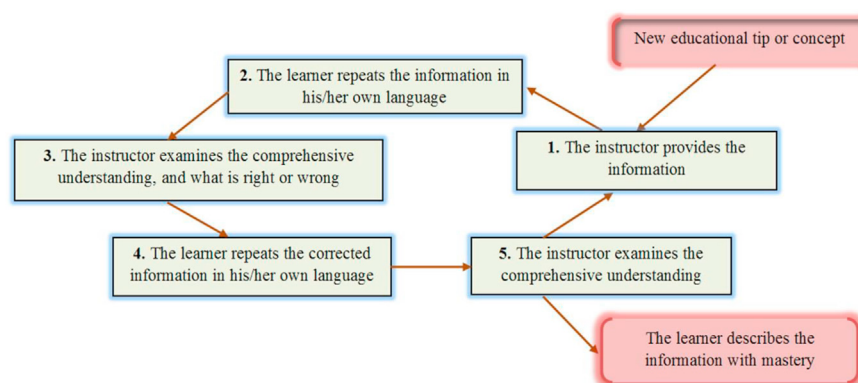 New educational tip or concept
1. The instructor provides the
information
2. The learner repeats the information in
his/her own language
3. The instructor examines the comprehensive
understanding, and what is right or wrong
4. The learner repeats the corrected
information in his/her own language
5. The instructor examines the
comprehensive understanding
The learner describes the
information with mastery